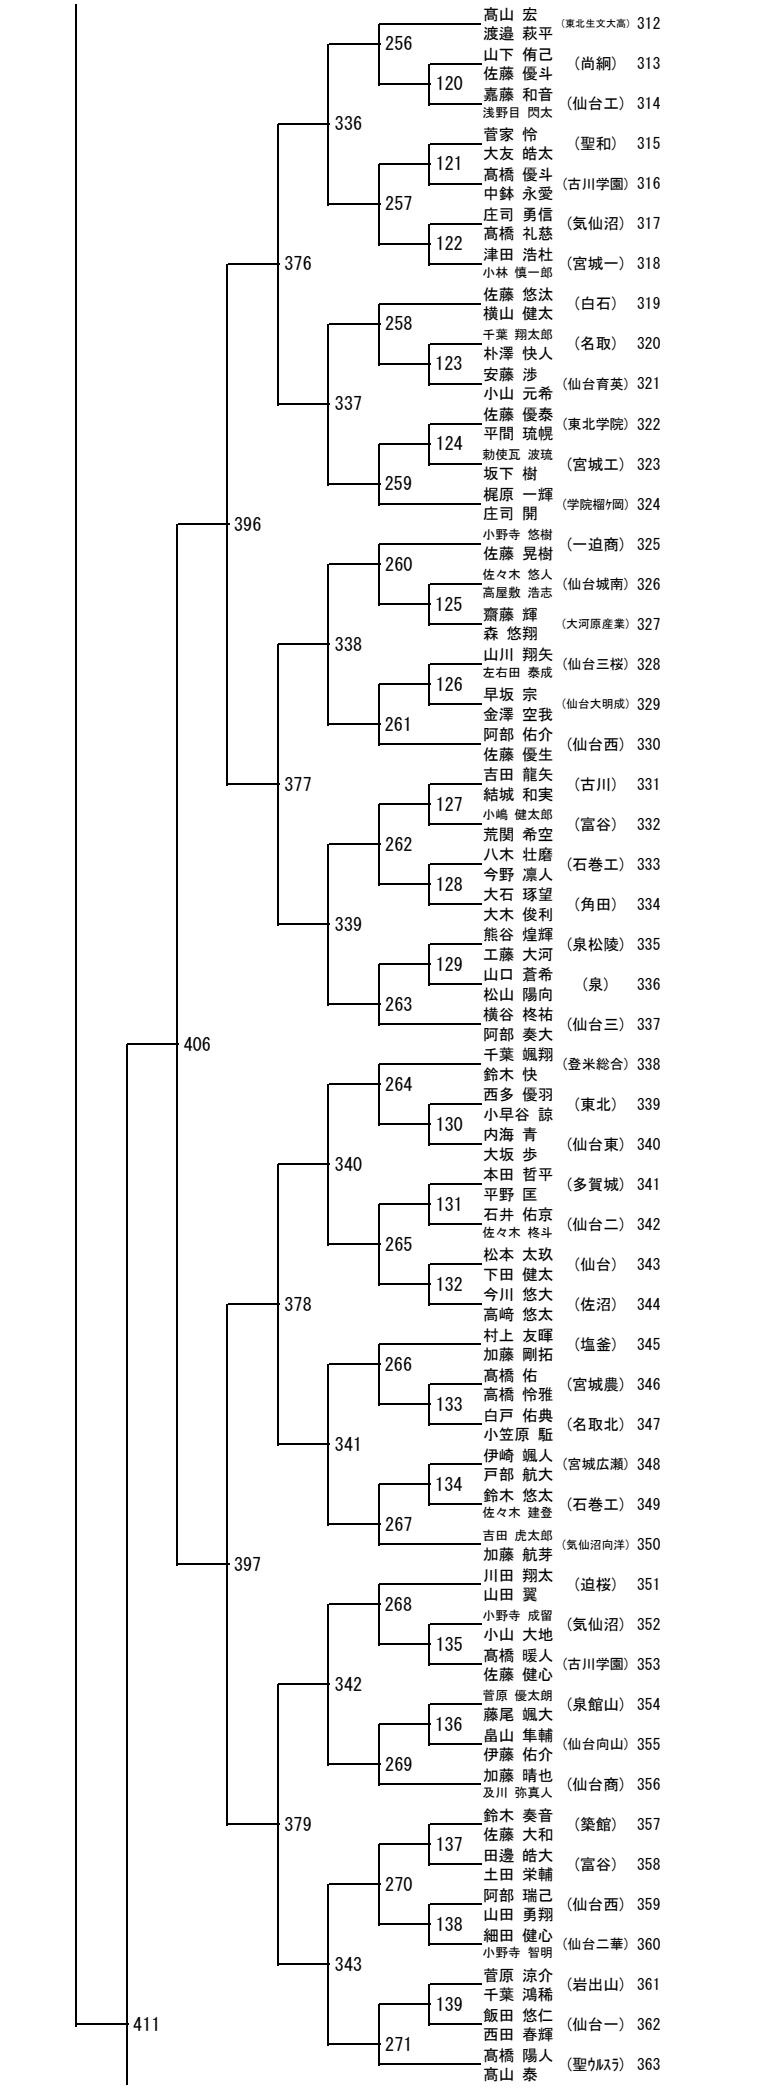 髙山 宏 (東北生文大高) 312
渡邉 萩平
256
山下 侑己 (尚絅) 313
佐藤 優斗
120
嘉藤 和音 (仙台工) 314
浅野目 閃太
336
菅家 怜 (聖和) 315
大友 皓太
121
髙橋 優斗 (古川学園) 316
中鉢 永愛
257
庄司 勇信 (気仙沼) 317
髙橋 礼慈
122
津田 浩杜 (宮城一) 318
小林 慎一郎
376
佐藤 悠汰 (白石) 319
横山 健太
258
千葉 翔太郎 (名取) 320
朴澤 快人
123
安藤 渉 (仙台育英) 321
小山 元希
337
佐藤 優泰 (東北学院) 322
平間 琉幌
124
勅使瓦 波琉 (宮城工) 323
坂下 樹
259
梶原 一輝 (学院榴ケ岡) 324
庄司 開
396
小野寺 悠樹 (一迫商) 325
佐藤 晃樹
260
佐々木 悠人 (仙台城南) 326
高屋敷 浩志
125
齋藤 輝 (大河原産業) 327
森 悠翔
338
山川 翔矢 (仙台三桜) 328
左右田 泰成
126
早坂 宗 (仙台大明成) 329
金澤 空我
261
阿部 佑介 (仙台西) 330
佐藤 優生
377
吉田 龍矢 (古川) 331
結城 和実
127
小嶋 健太郎 (富谷) 332
荒関 希空
262
八木 壮磨 (石巻工) 333
今野 凛人
128
大石 琢望 (角田) 334
大木 俊利
339
熊谷 煌輝 (泉松陵) 335
工藤 大河
129
山口 蒼希 (泉) 336
松山 陽向
263
横谷 柊祐 (仙台三) 337
阿部 奏大
406
千葉 颯翔 (登米総合) 338
鈴木 快
264
西多 優羽 (東北) 339
小早谷 諒
130
内海 青 (仙台東) 340
大坂 歩
340
本田 哲平 (多賀城) 341
平野 匡
131
石井 佑京 (仙台二) 342
佐々木 柊斗
265
松本 太玖 (仙台) 343
下田 健太
132
今川 悠大 (佐沼) 344
高﨑 悠太
378
村上 友暉 (塩釜) 345
加藤 剛拓
266
髙橋 佑 (宮城農) 346
高橋 怜雅
133
白戸 佑典 (名取北) 347
小笠原 駈
341
伊崎 颯人 (宮城広瀬) 348
戸部 航大
134
鈴木 悠太 (石巻工) 349
佐々木 建登
267
吉田 虎太郎 (気仙沼向洋) 350
加藤 航芽
397
川田 翔太 (迫桜) 351
山田 翼
268
小野寺 成留 (気仙沼) 352
小山 大地
135
髙橋 暖人 (古川学園) 353
佐藤 健心
342
菅原 優太朗 (泉館山) 354
藤尾 颯大
136
畠山 隼輔 (仙台向山) 355
伊藤 佑介
269
加藤 晴也 (仙台商) 356
及川 弥真人
379
鈴木 奏音 (築館) 357
佐藤 大和
137
田邊 皓大 (富谷) 358
土田 栄輔
270
阿部 瑞己 (仙台西) 359
山田 勇翔
138
細田 健心 (仙台二華) 360
小野寺 智明
343
菅原 涼介 (岩出山) 361
千葉 鴻稀
139
飯田 悠仁 (仙台一) 362
西田 春輝
411
271
髙橋 陽人 (聖ウルスラ) 363
髙山 泰